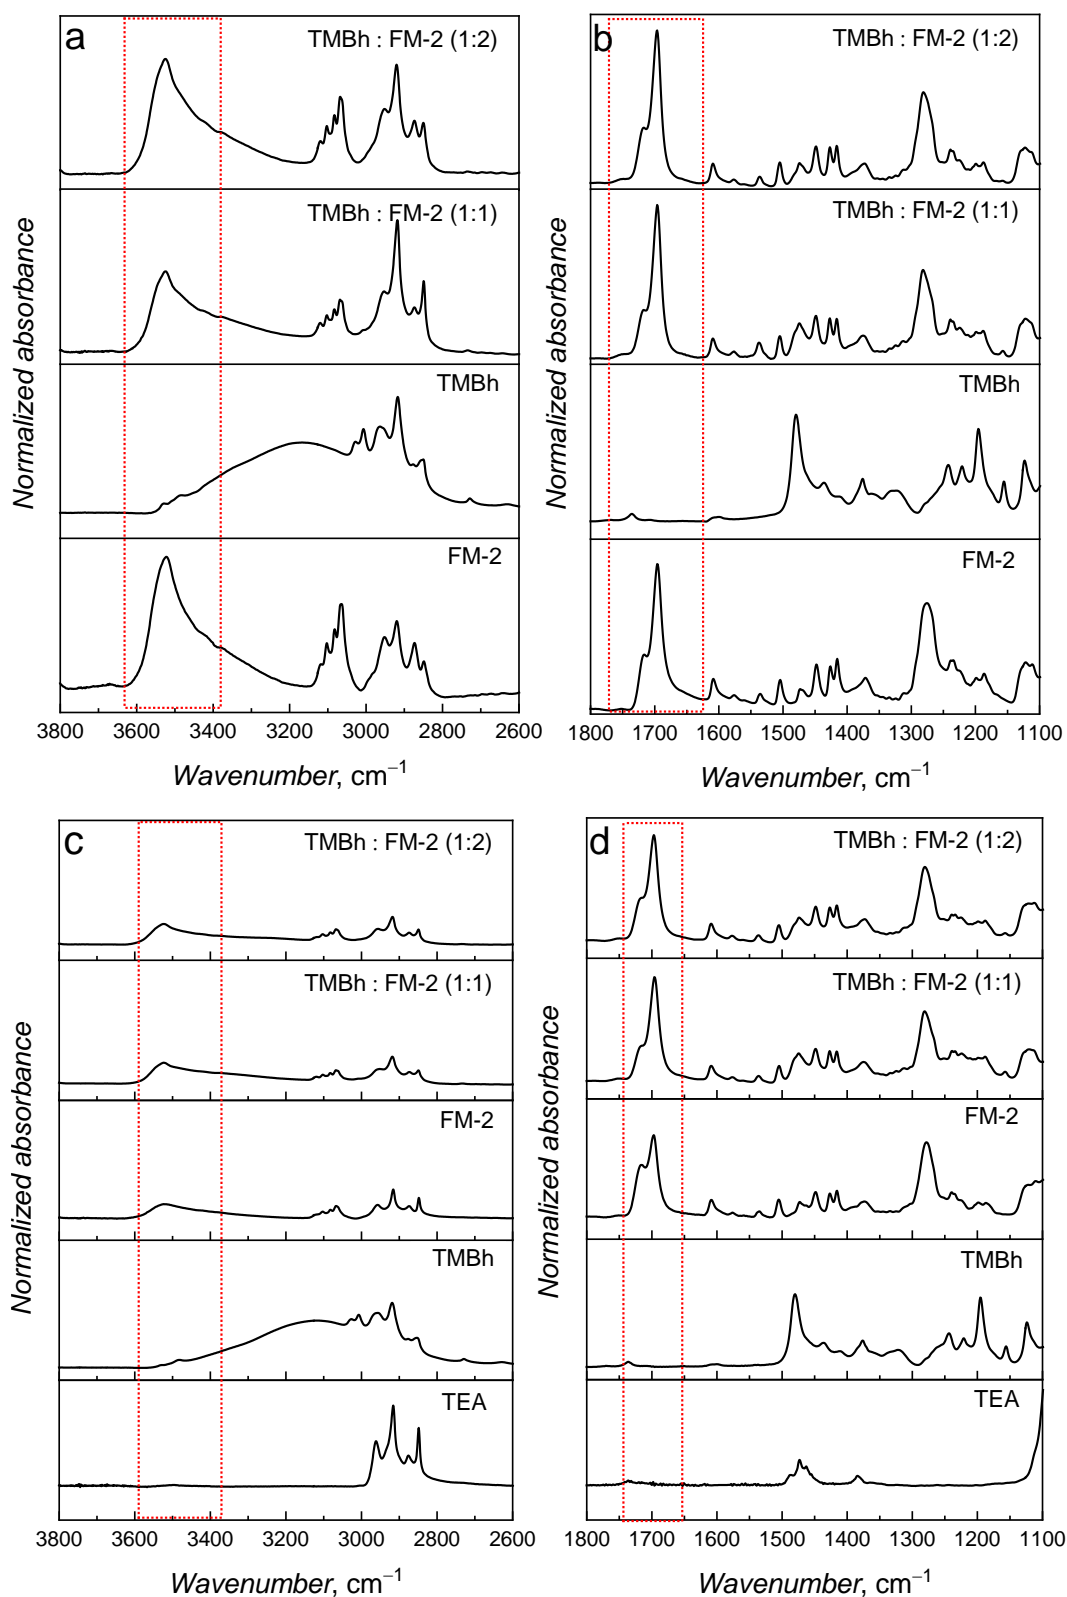 a
TMBh : FM-2 (1:2)
TMBh : FM-2 (1:1)
TMBh
FM-2
Normalized absorbance
3800 3600 3400 3200 3000 2800 2600
Wavenumber, cm⁻¹
b
TMBh : FM-2 (1:2)
TMBh : FM-2 (1:1)
TMBh
FM-2
Normalized absorbance
1800 1700 1600 1500 1400 1300 1200 1100
Wavenumber, cm⁻¹
c
TMBh : FM-2 (1:2)
TMBh : FM-2 (1:1)
FM-2
TMBh
TEA
Normalized absorbance
3800 3600 3400 3200 3000 2800 2600
Wavenumber, cm⁻¹
d
TMBh : FM-2 (1:2)
TMBh : FM-2 (1:1)
FM-2
TMBh
TEA
Normalized absorbance
1800 1700 1600 1500 1400 1300 1200 1100
Wavenumber, cm⁻¹